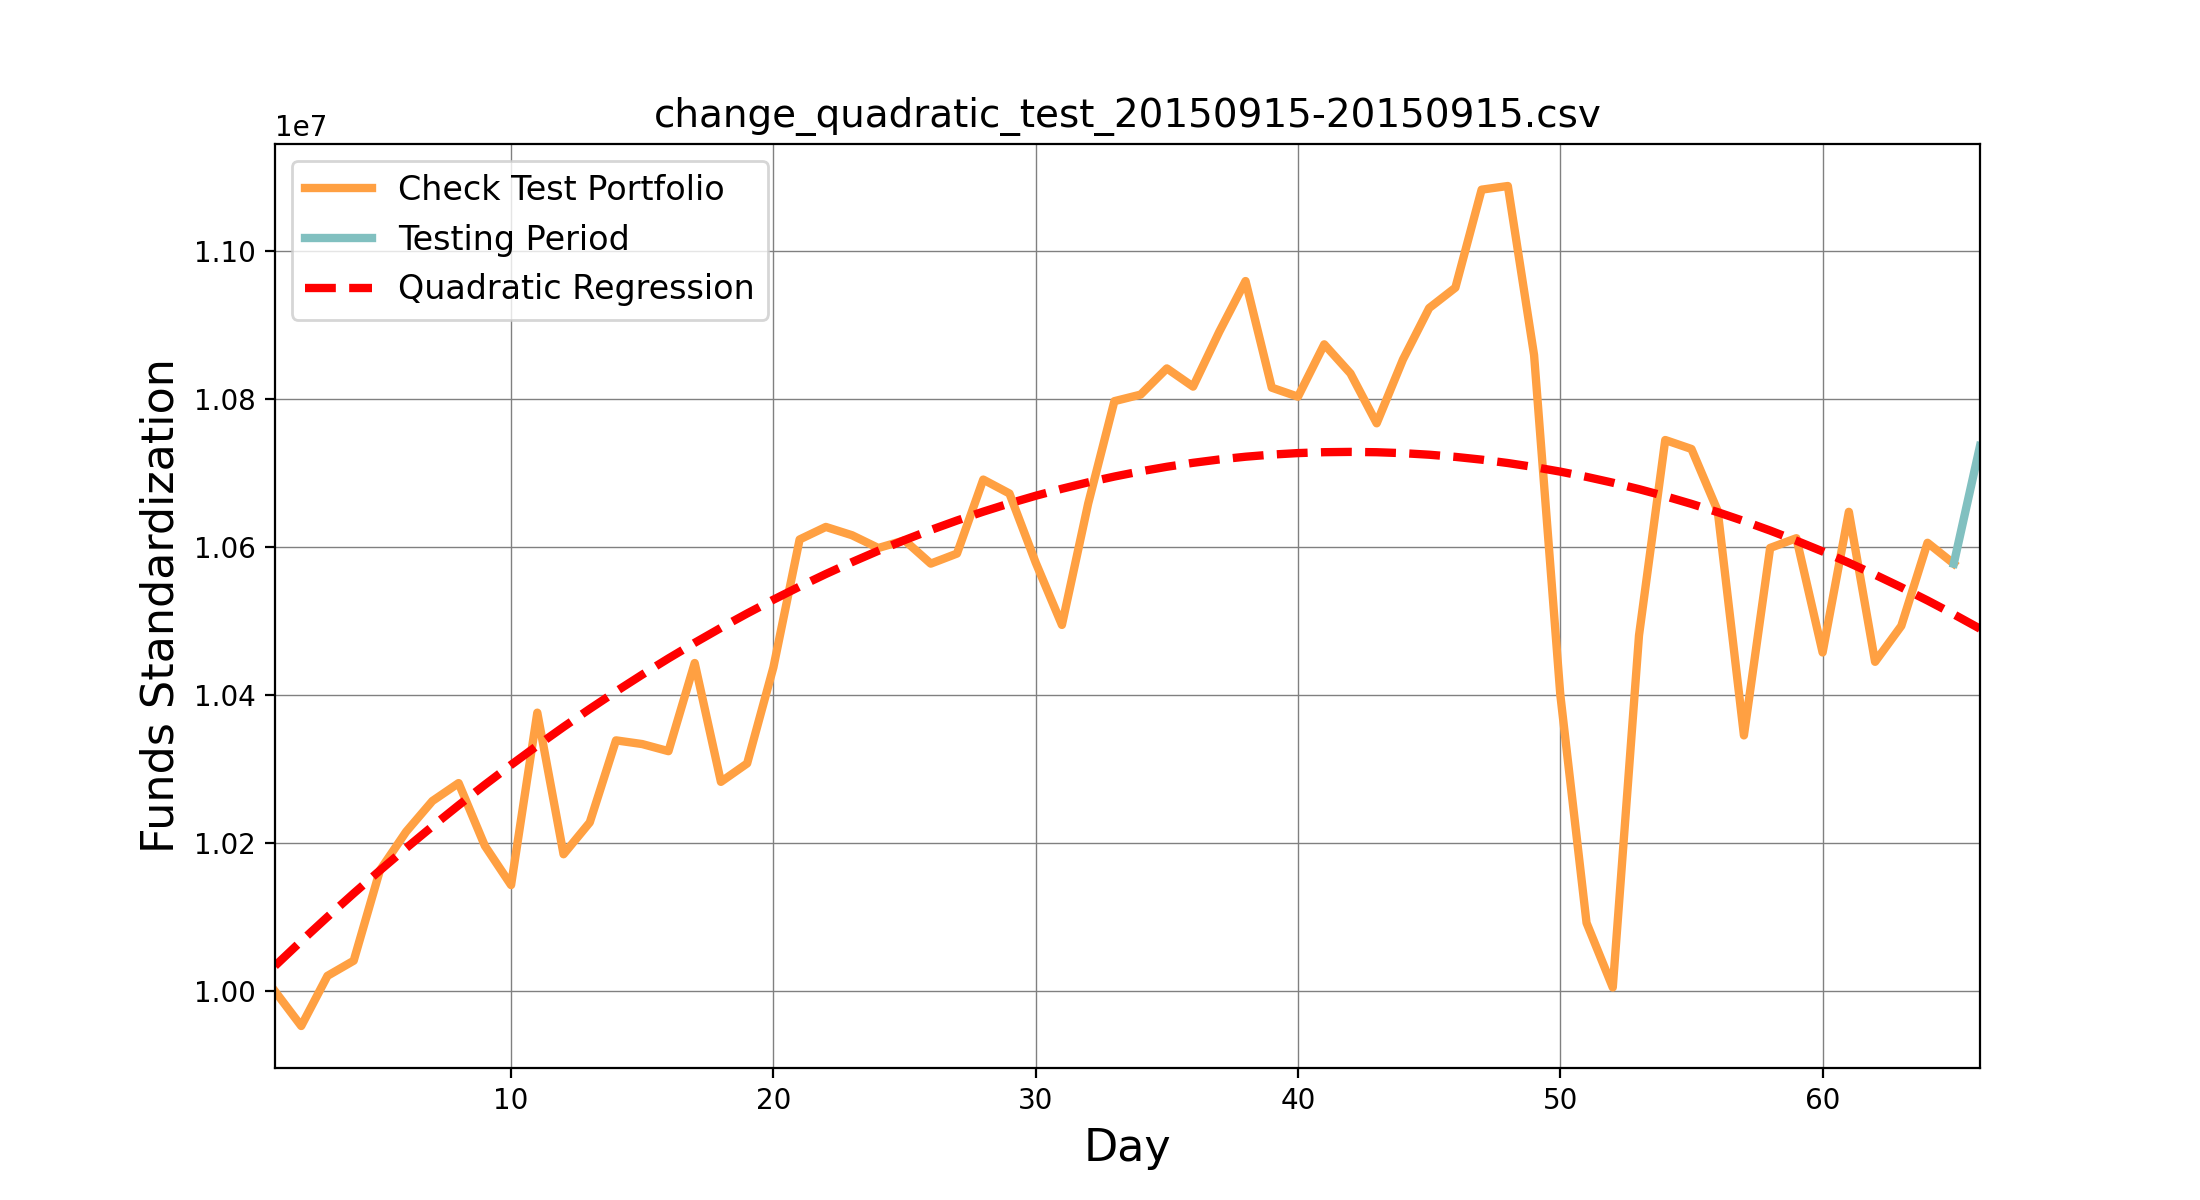 change_quadratic_test_20150915-20150915.csv
1e7
Check Test Portfolio
Testing Period
Quadratic Regression
Funds Standardization
1.10
1.08
1.06
1.04
1.02
1.00
10 20 30 40 50 60
Day